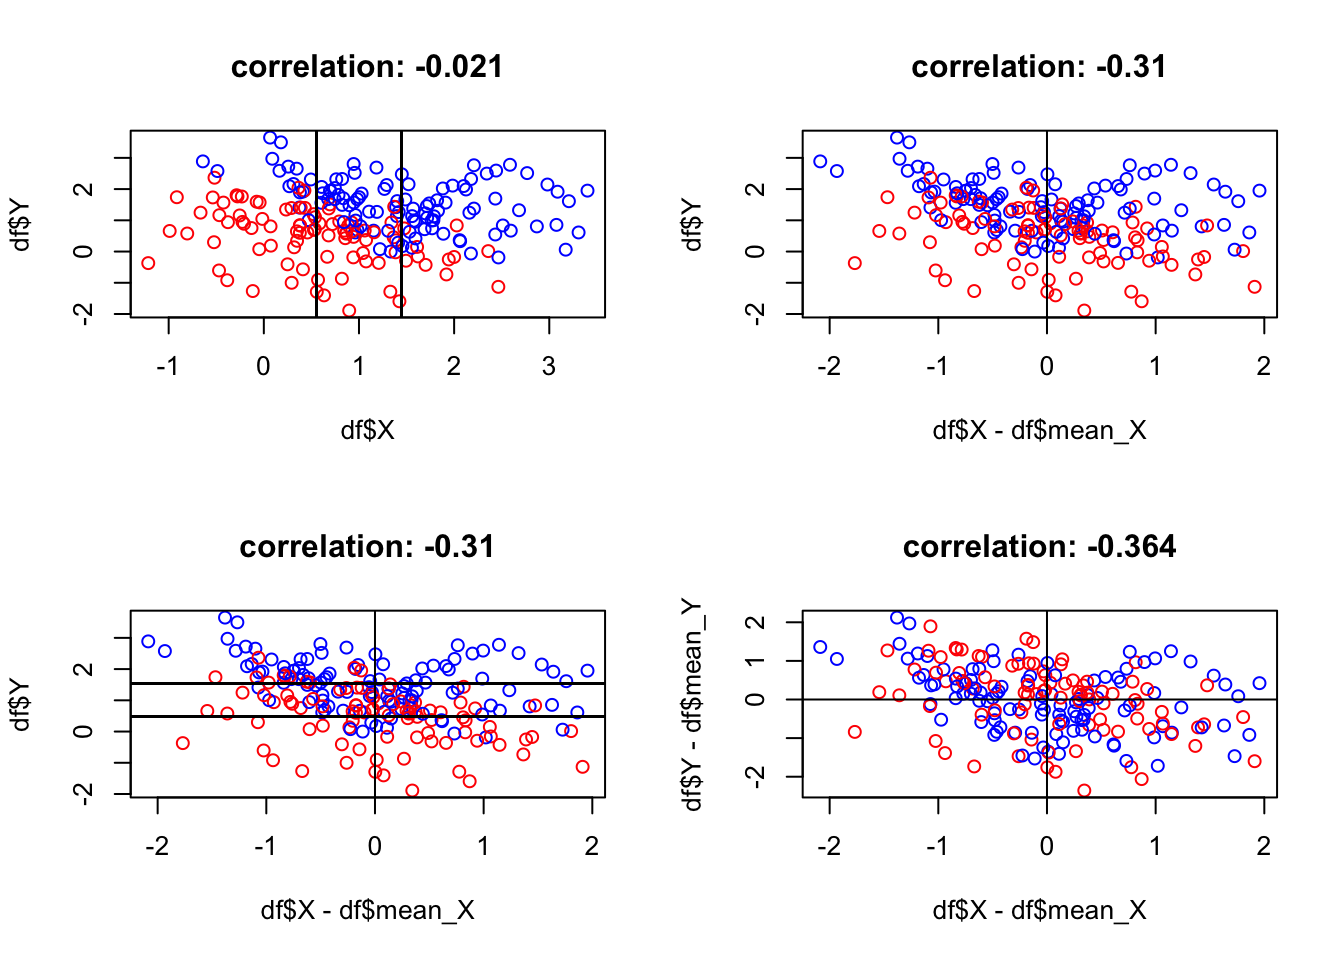 correlation: -0.021
df$Y
2
0
-2
-1
0
1
2
3
df$X
correlation: -0.31
df$Y
2
0
-2
-2
-1
0
1
2
df$X - df$mean_X
correlation: -0.31
df$Y
2
0
-2
-2
-1
0
1
2
df$X - df$mean_X
correlation: -0.364
df$Y - df$mean_Y
2
1
0
-2
-2
-1
0
1
2
df$X - df$mean_X